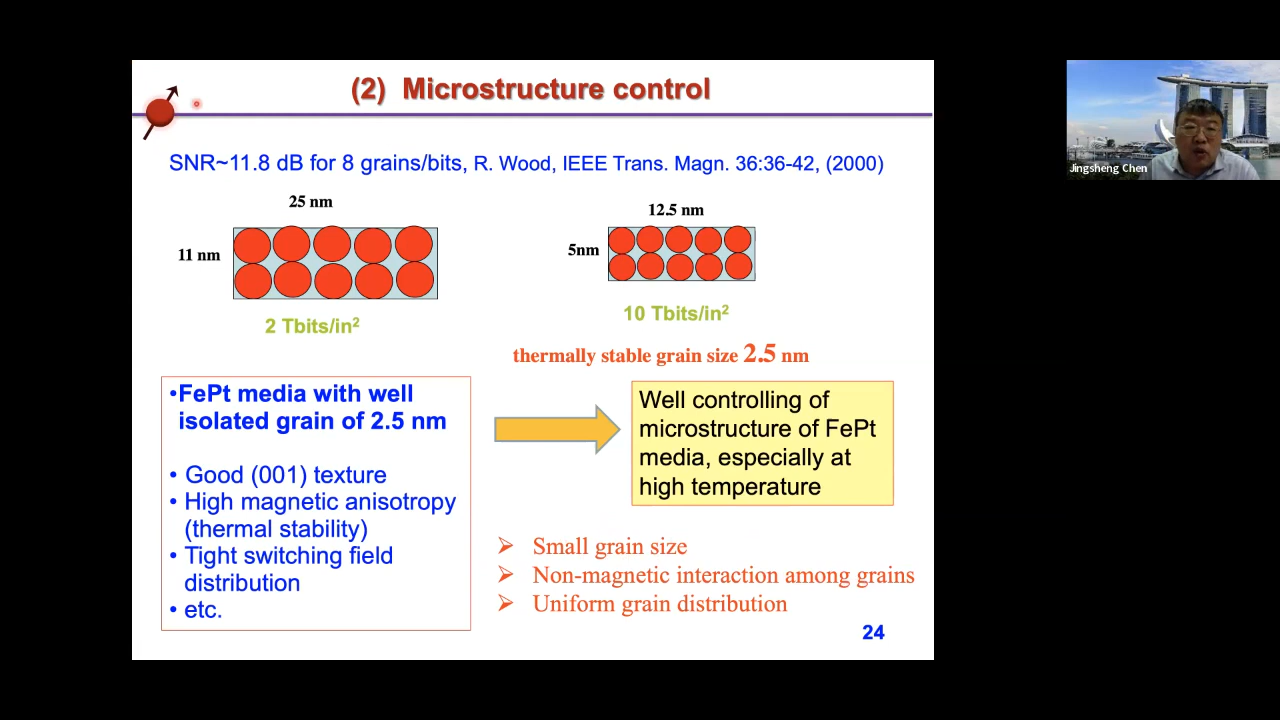 (2) Microstructure control
SNR~11.8 dB for 8 grains/bits, R. Wood, IEEE Trans. Magn. 36:36-42, (2000)
25 nm
11 nm
2 Tbits/in²
12.5 nm
5nm
10 Tbits/in²
thermally stable grain size 2.5 nm
•FePt media with well
isolated grain of 2.5 nm
• Good (001) texture
• High magnetic anisotropy
(thermal stability)
• Tight switching field
distribution
• etc.
Well controlling of
microstructure of FePt
media, especially at
high temperature
➢ Small grain size
➢ Non-magnetic interaction among grains
➢ Uniform grain distribution
24
Jingsheng Chen